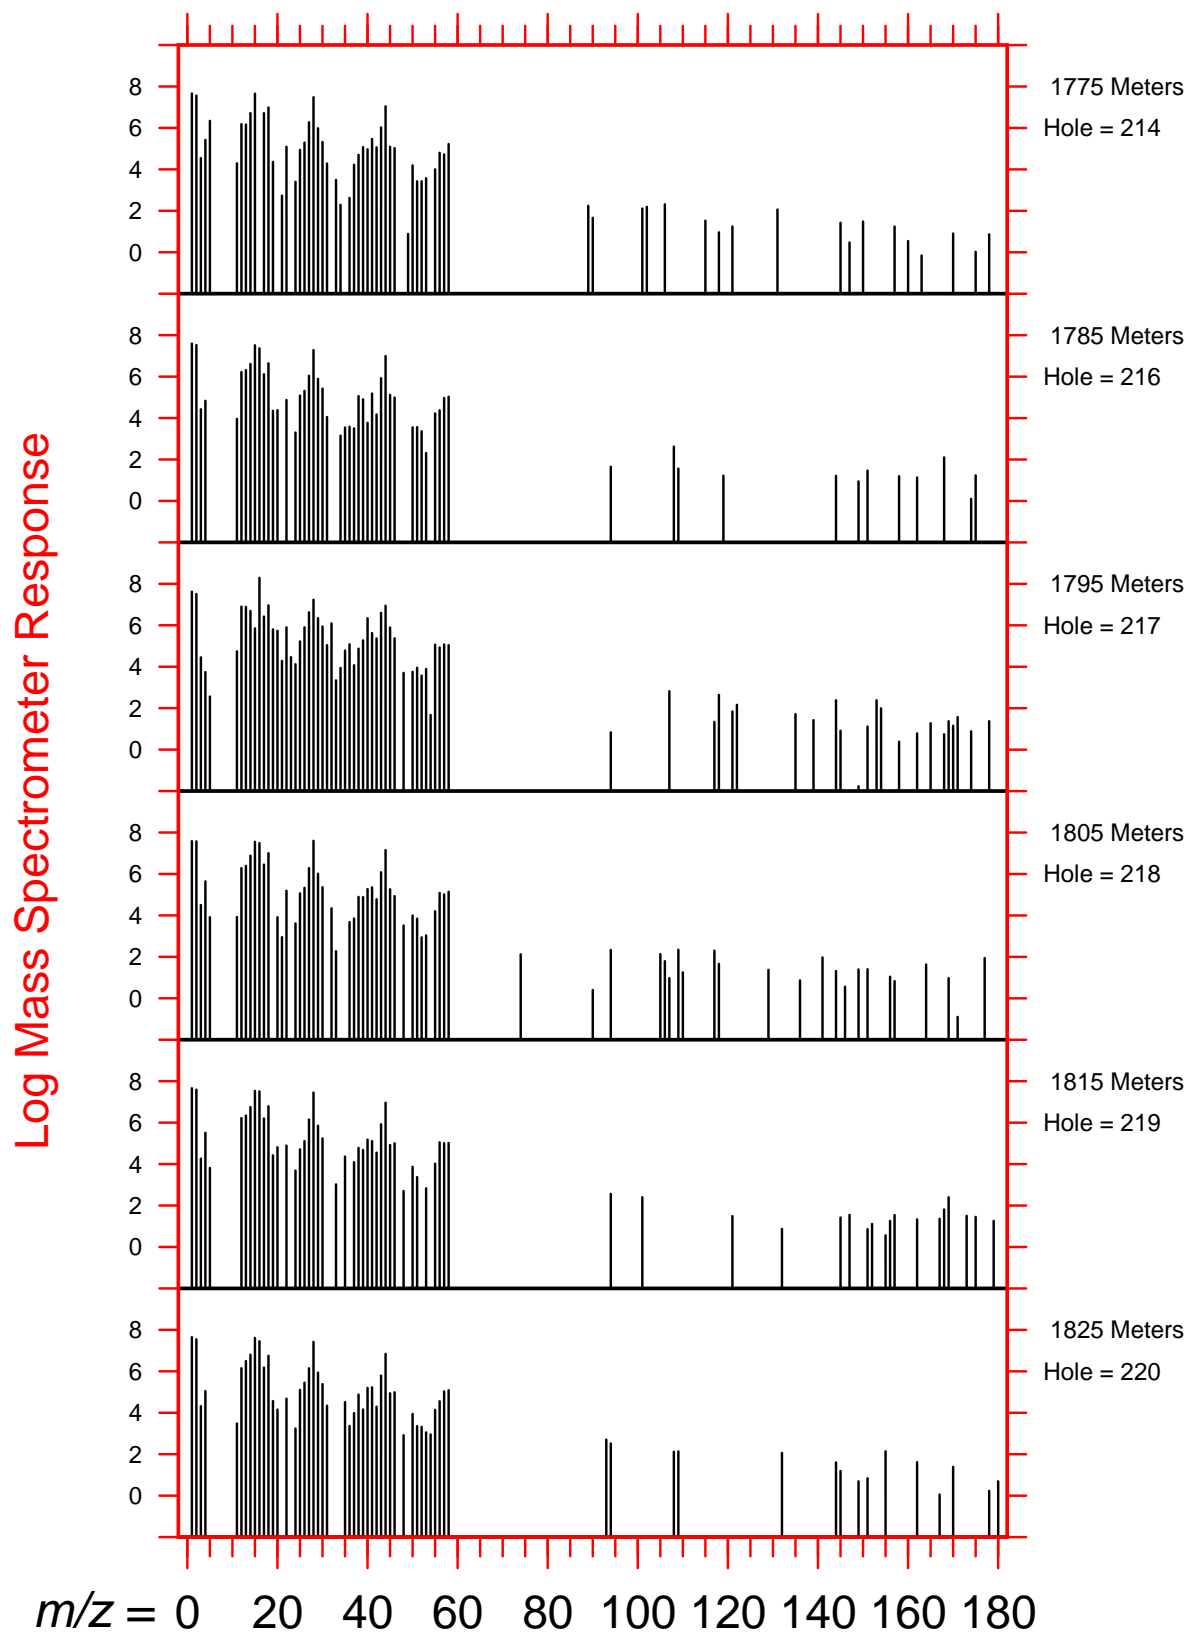 8 1775 Meters
6 Hole = 214
4
2
0
8 1785 Meters
6 Hole = 216
4
2
0
8 1795 Meters
6 Hole = 217
4
2
0
8 1805 Meters
6 Hole = 218
4
2
0
8 1815 Meters
6 Hole = 219
4
2
0
8 1825 Meters
6 Hole = 220
4
2
0
Log Mass Spectrometer Response
m/z = 0 20 40 60 80 100 120 140 160 180